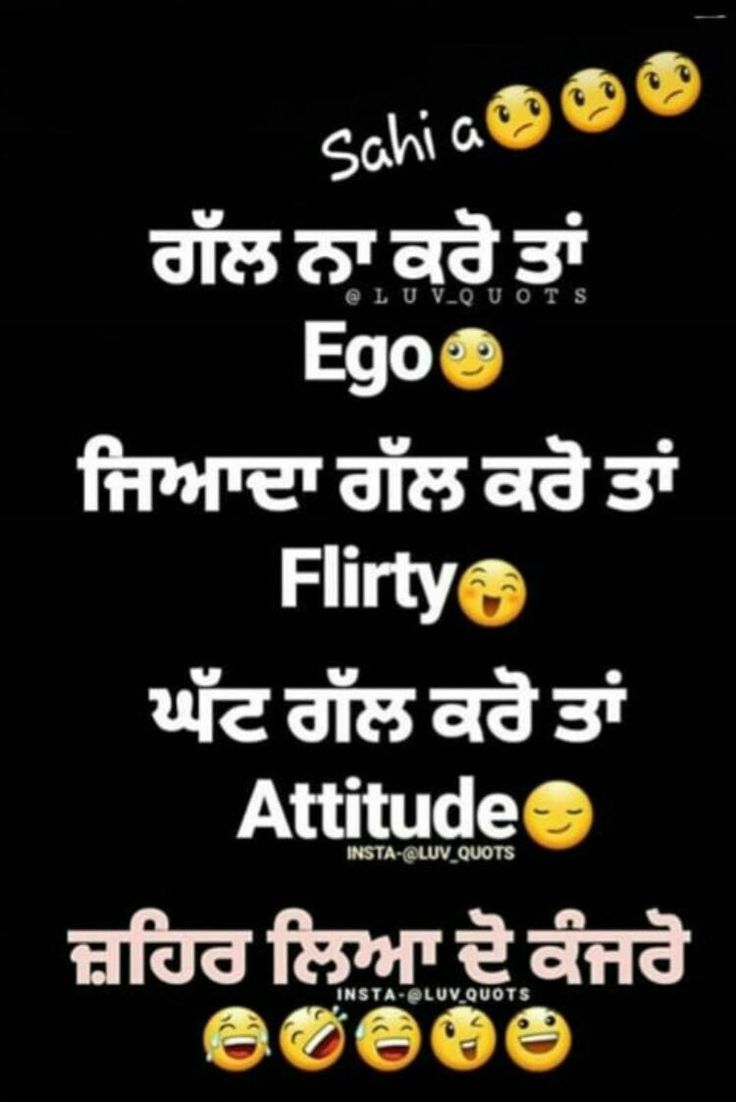 Sahi a😞😞😞
ਗੱਲ ਨਾ ਕਰੋ ਤਾਂ
@LUV_QUOTS
Ego🙄
ਜਿਆਦਾ ਗੱਲ ਕਰੋ ਤਾਂ
Flirty😄
ਘੱਟ ਗੱਲ ਕਰੋ ਤਾਂ
Attitude😏
INSTA-@LUV_QUOTS
ਜ਼ਹਿਰ ਲਿਆ ਦੋ ਕੰਜਰੋ
INSTA-@LUV_QUOTS
😂🤣😅😜😃